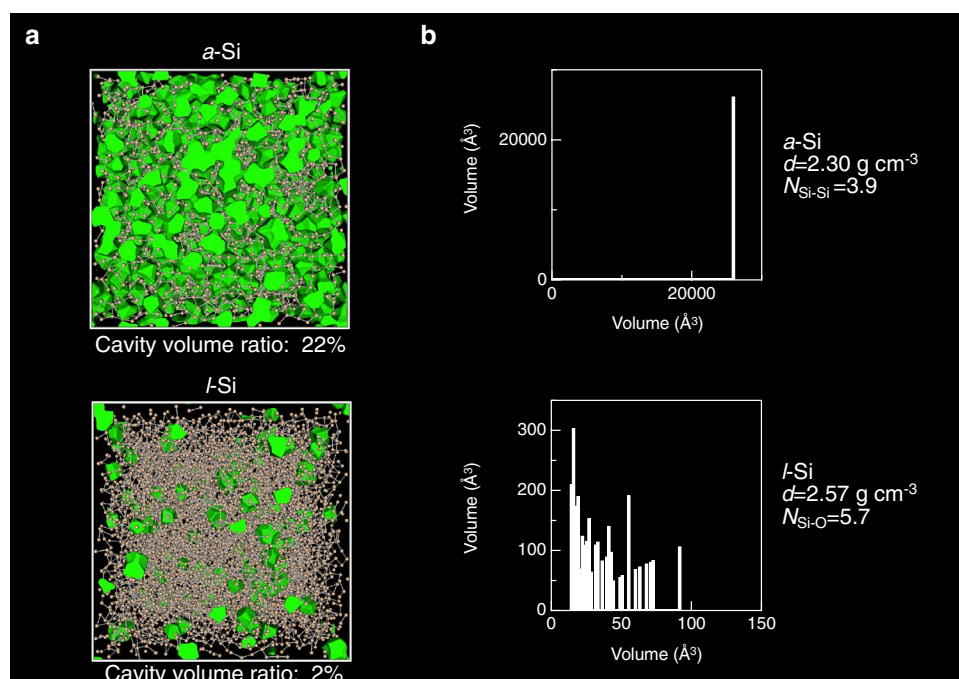 a
a-Si
Cavity volume ratio: 22%
l-Si
Cavity volume ratio: 2%
b
20000
0
Volume (Å³)
0
20000
Volume (Å³)
a-Si
d=2.30 g cm⁻³
N Si-Si =3.9
300
200
100
0
Volume (Å³)
0
50
100
150
Volume (Å³)
l-Si
d=2.57 g cm⁻³
N Si-O =5.7